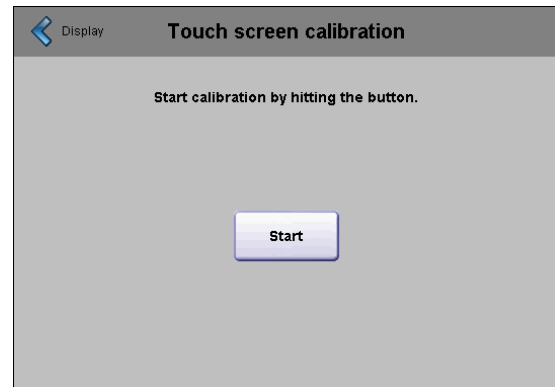 Display
Touch screen calibration
Start calibration by hitting the button.
Start